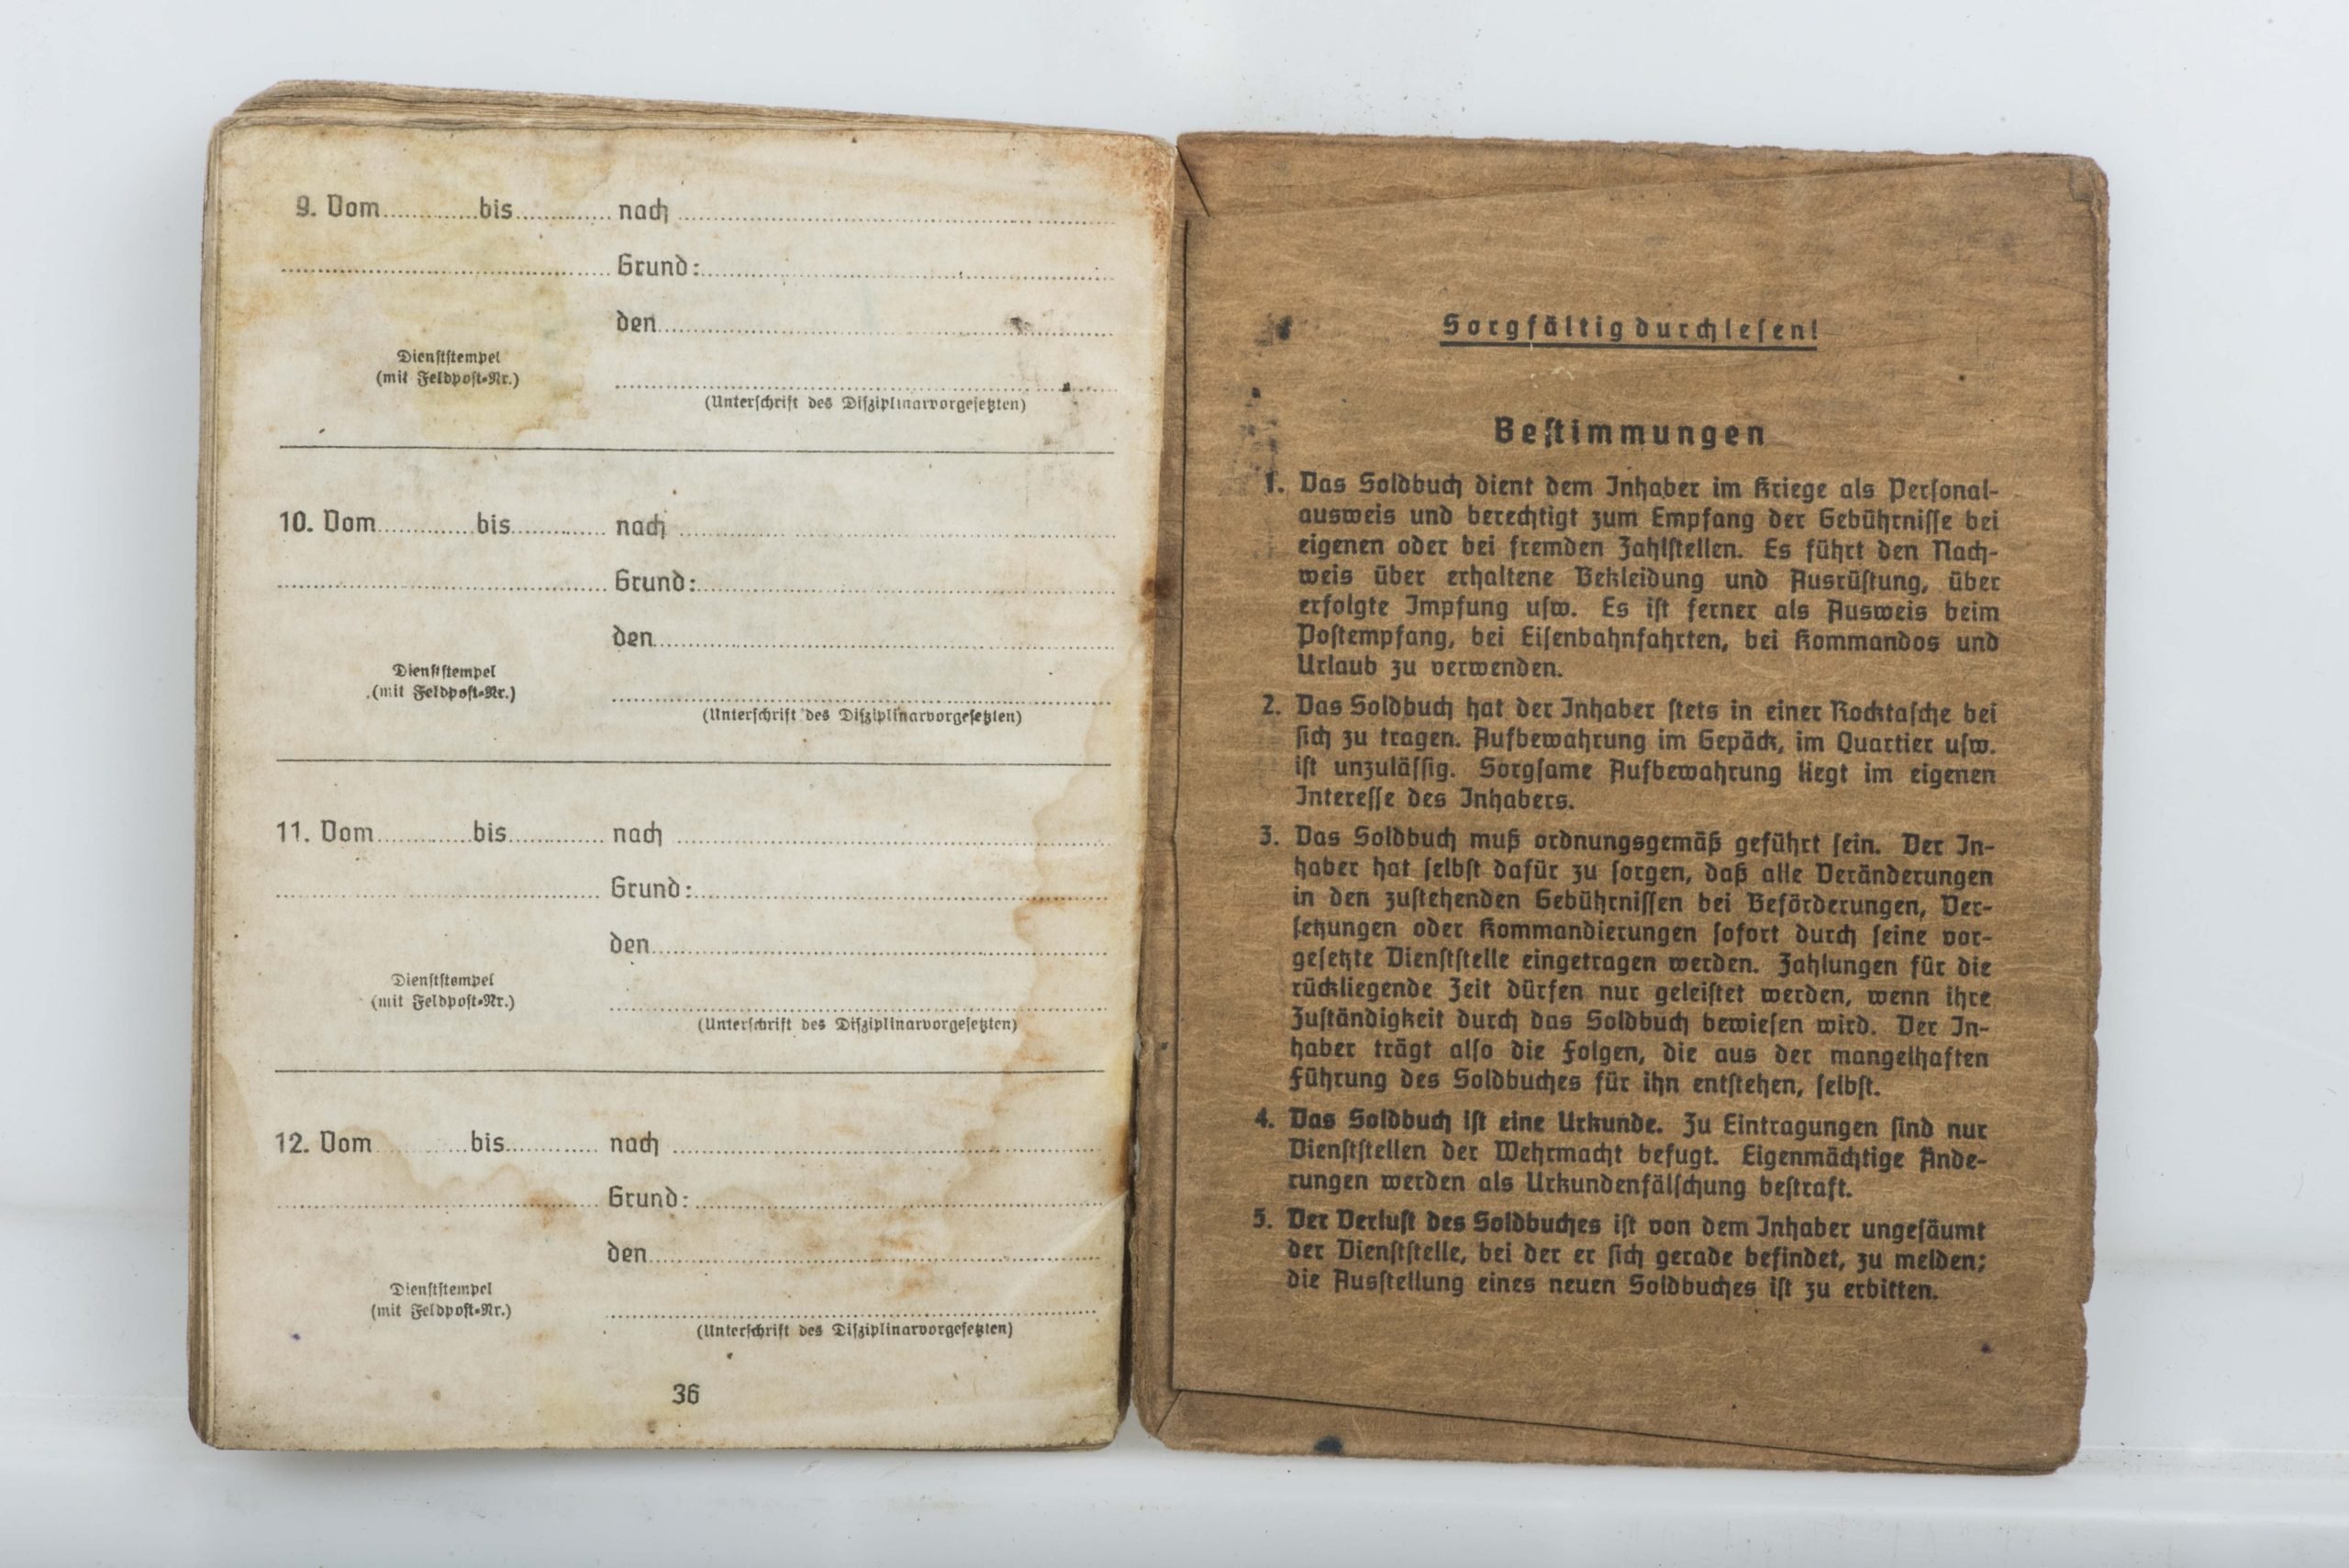 9. Vom............bis............ nach ............
............ Grund:............
den............
Dienststempel
(mit Feldpost-Nr.)
(Unterschrift des Disziplinarvorgesetzten)
10. Vom............bis............ nach ............
............ Grund:............
den............
Dienststempel
(mit Feldpost-Nr.)
(Unterschrift des Disziplinarvorgesetzten)
11. Vom............bis............ nach ............
............ Grund:............
den............
Dienststempel
(mit Feldpost-Nr.)
(Unterschrift des Disziplinarvorgesetzten)
12. Vom............bis............ nach ............
............ Grund:............
den............
Dienststempel
(mit Feldpost-Nr.)
(Unterschrift des Disziplinarvorgesetzten)
36
Sorgfältig durchlesen!
Bestimmungen
1. Das Soldbuch dient dem Inhaber im Kriege als Personal-
ausweis und berechtigt zum Empfang der Gebührnisse bei
eigenen oder bei fremden Zahlstellen. Es führt den Nach-
weis über erhaltene Bekleidung und Ausrüstung, über
erfolgte Impfung usw. Es ist ferner als Ausweis beim
Postempfang, bei Eisenbahnfahrten, bei Kommandos und
Urlaub zu verwenden.
2. Das Soldbuch hat der Inhaber stets in einer Rocktasche bei
sich zu tragen. Aufbewahrung im Gepäck, im Quartier usw.
ist unzulässig. Sorgsame Aufbewahrung liegt im eigenen
Interesse des Inhabers.
3. Das Soldbuch muß ordnungsgemäß geführt sein. Der In-
haber hat selbst dafür zu sorgen, daß alle Veränderungen
in den zustehenden Gebührnissen bei Beförderungen, Ver-
setzungen oder Kommandierungen sofort durch seine vor-
gesetzte Dienststelle eingetragen werden. Zahlungen für die
rückliegende Zeit dürfen nur geleistet werden, wenn ihre
Zuständigkeit durch das Soldbuch bewiesen wird. Der In-
haber trägt also die Folgen, die aus der mangelhaften
Führung des Soldbuches für ihn entstehen, selbst.
4. Das Soldbuch ist eine Urkunde. Zu Eintragungen sind nur
Dienststellen der Wehrmacht befugt. Eigenmächtige Ände-
rungen werden als Urkundenfälschung bestraft.
5. Der Verlust des Soldbuches ist von dem Inhaber ungesäumt
der Dienststelle, bei der er sich gerade befindet, zu melden;
die Ausstellung eines neuen Soldbuches ist zu erbitten.